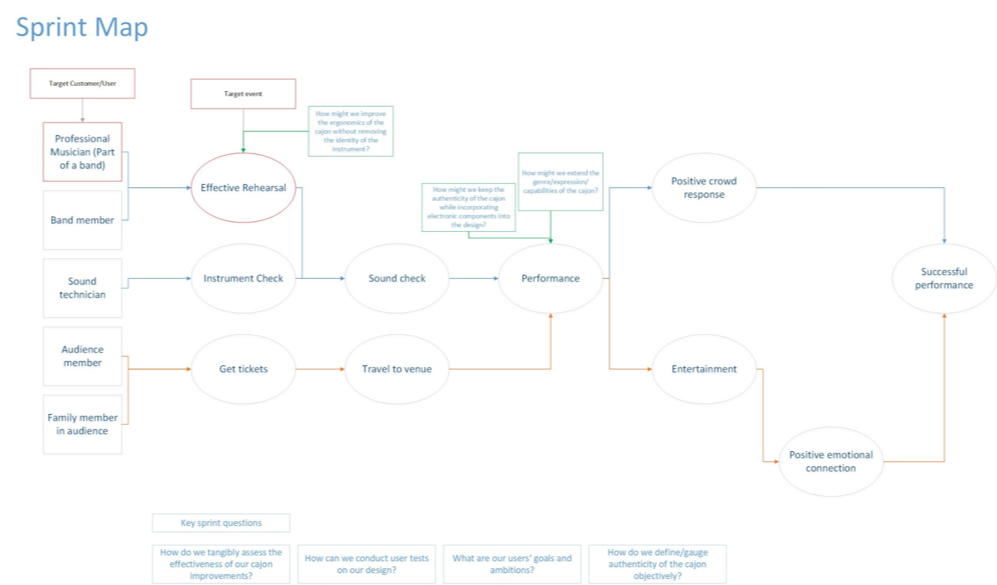 Sprint Map
Target Customer/User
Target event
How might we improve
the ergonomics of the
cajon without removing
the identity of the
instrument?
Professional
Musician (Part
of a band)
Effective Rehearsal
Band member
How might we keep the
authenticity of the cajon
while incorporating
electronic components into
the design?
How might we extend the
genre/expression/
capabilities of the cajon?
Positive crowd
response
Sound
technician
Instrument Check
Sound check
Performance
Successful
performance
Audience
member
Get tickets
Travel to venue
Entertainment
Family member
in audience
Positive emotional
connection
Key sprint questions
How do we tangibly assess the
effectiveness of our cajon
improvements?
How can we conduct user tests
on our design?
What are our users' goals and
ambitions?
How do we define/gauge
authenticity of the cajon
objectively?